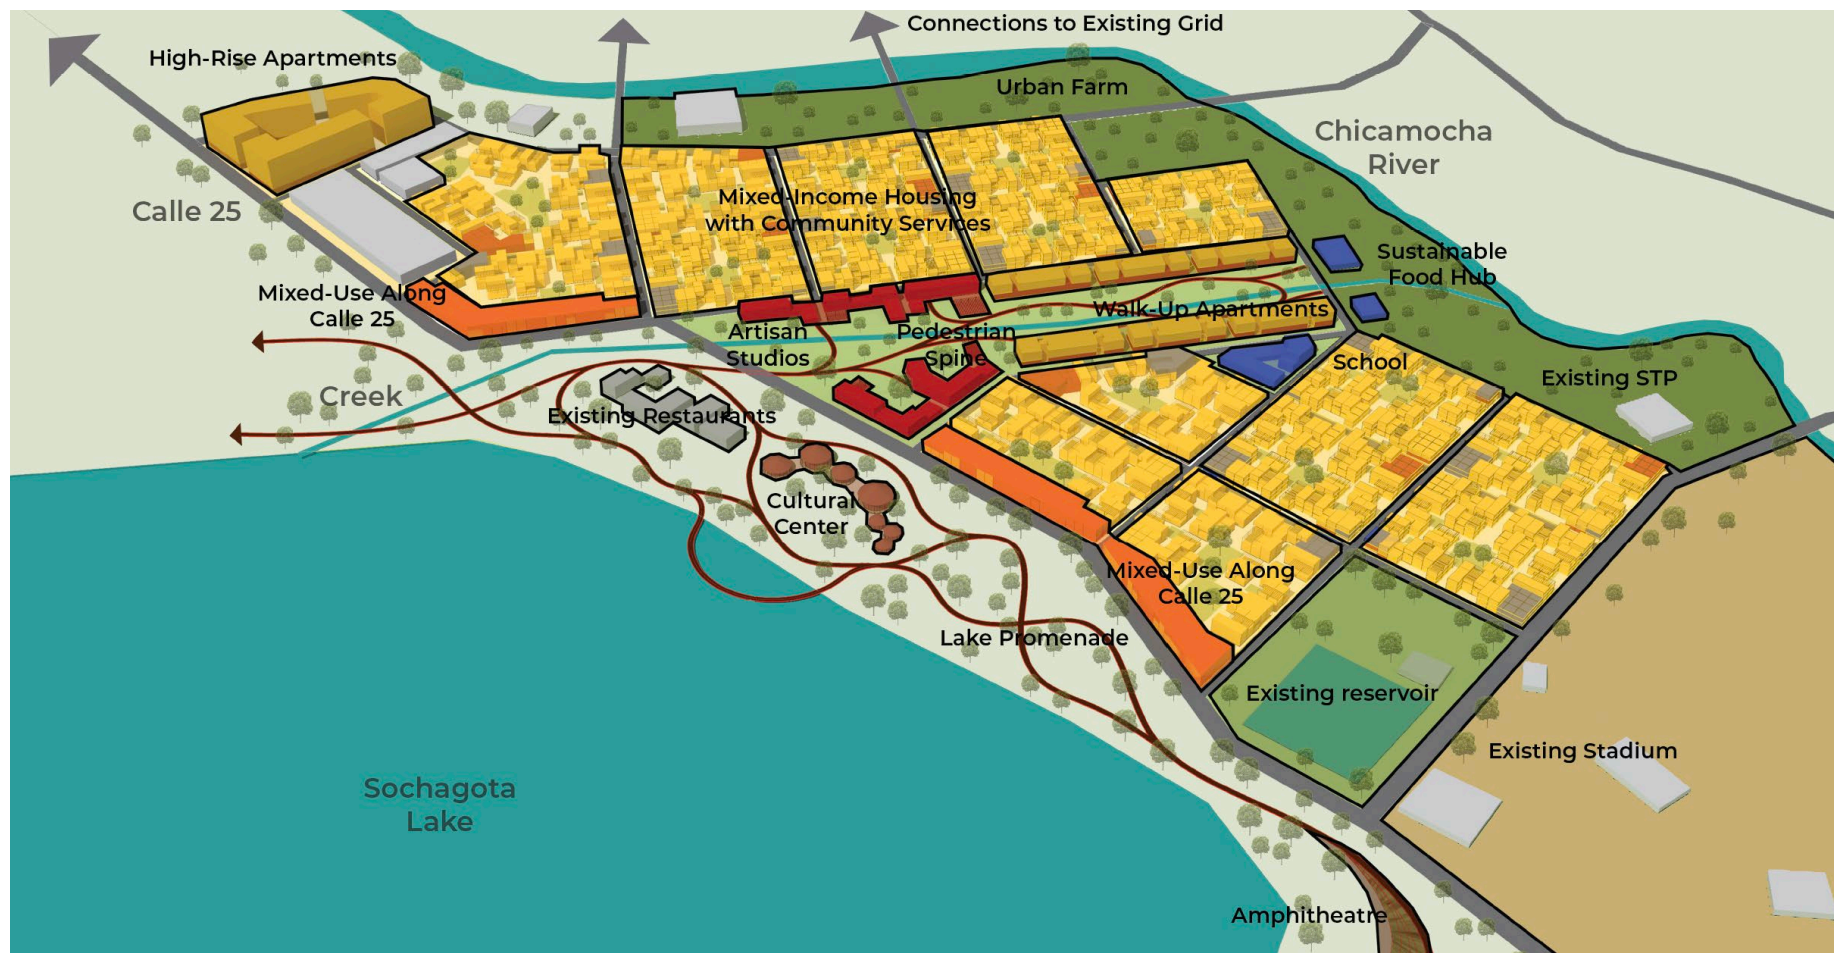 Connections to Existing Grid
High-Rise Apartments
Urban Farm
Chicamocha
River
Calle 25
Mixed-Income Housing
with Community Services
Sustainable
Food Hub
Mixed-Use Along
Calle 25
Walk-Up Apartments
Artisan
Studios
Pedestrian
Spine
School
Existing STP
Creek
Existing Restaurants
Cultural
Center
Mixed-Use Along
Calle 25
Lake Promenade
Existing reservoir
Existing Stadium
Sochagota
Lake
Amphitheatre